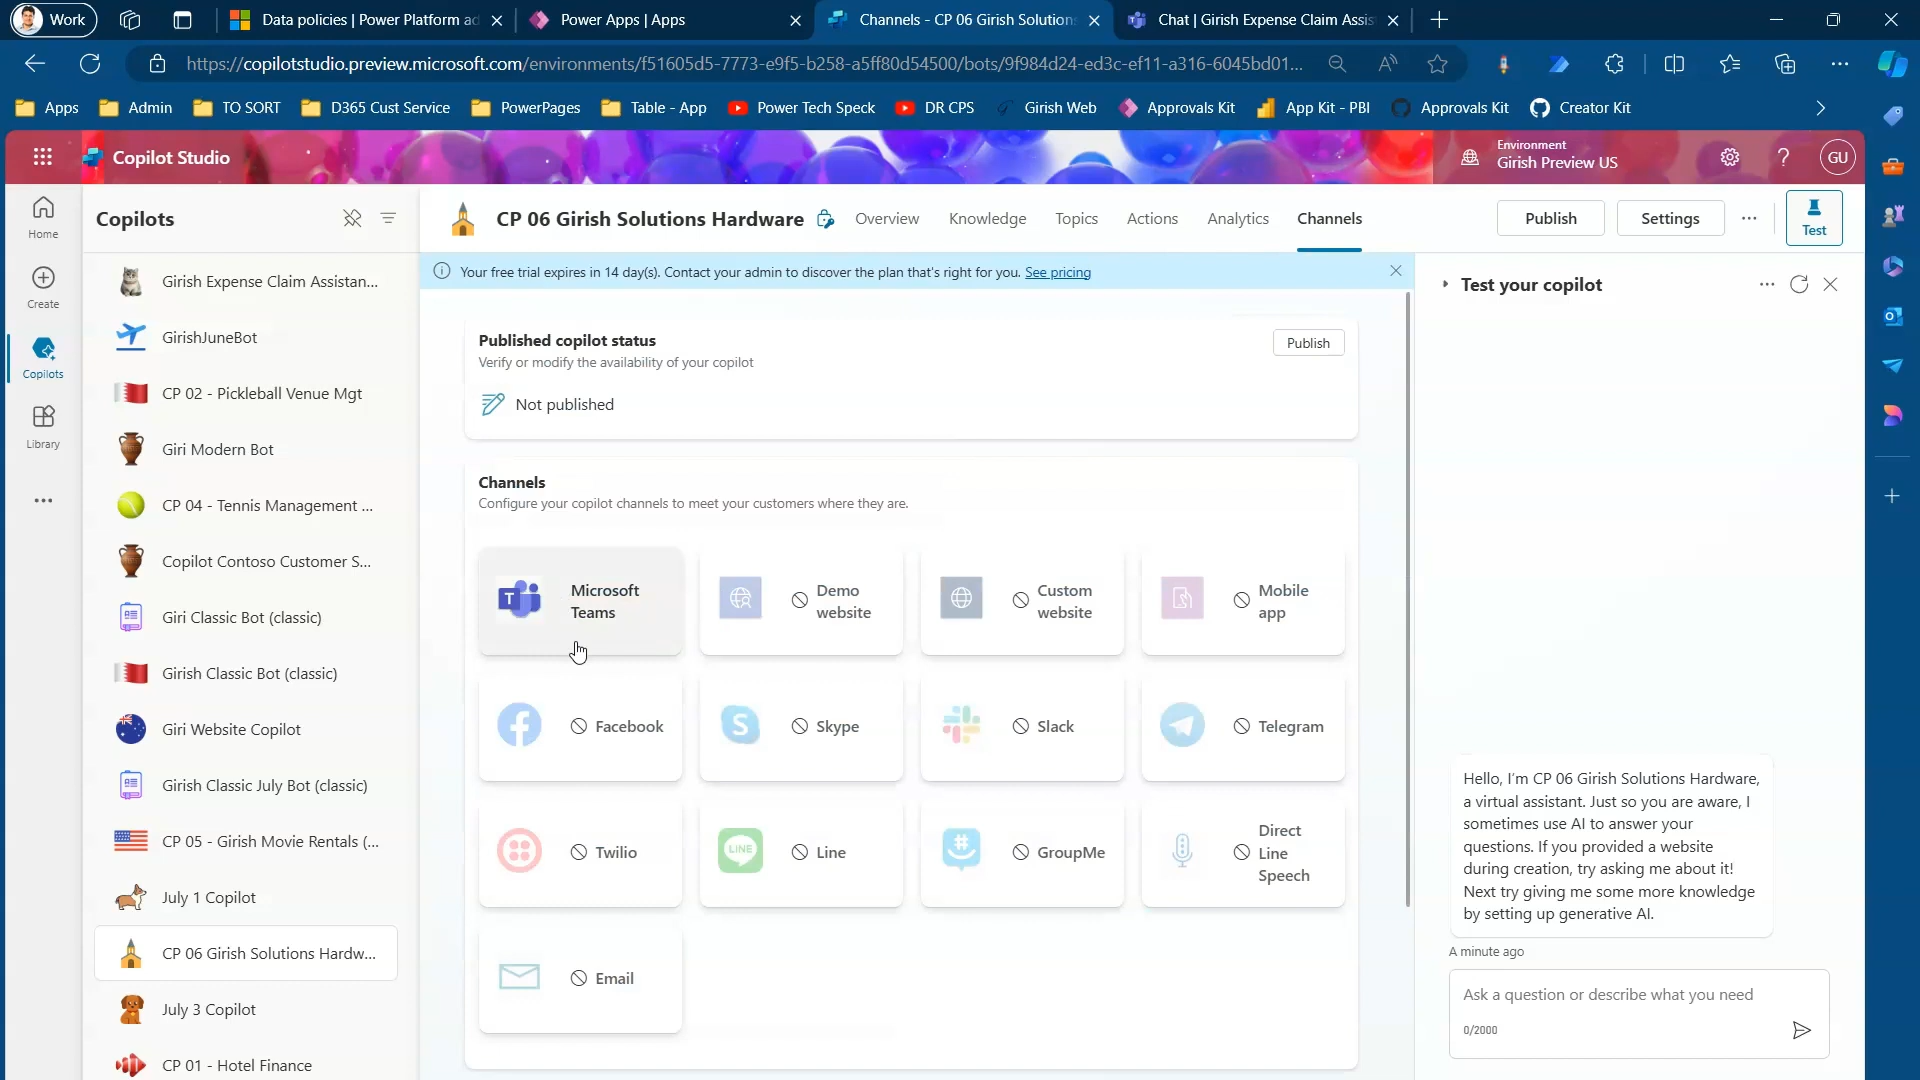 Work
Data policies | Power Platform ad
Power Apps | Apps
Channels - CP 06 Girish Solution
Chat | Girish Expense Claim Assis
https://copilotstudio.preview.microsoft.com/environments/f51605d5-7773-e9f5-b258-a5ff80d54500/bots/9f984d24-ed3c-ef11-a316-6045bd01...
Apps
Admin
TO SORT
D365 Cust Service
PowerPages
Table - App
Power Tech Speck
DR CPS
Girish Web
Approvals Kit
App Kit - PBI
Approvals Kit
Creator Kit
Copilot Studio
Environment
Girish Preview US
GU
Home
Create
Copilots
Library
Copilots
Girish Expense Claim Assistan...
GirishJuneBot
CP 02 - Pickleball Venue Mgt
Giri Modern Bot
CP 04 - Tennis Management ...
Copilot Contoso Customer S...
Giri Classic Bot (classic)
Girish Classic Bot (classic)
Giri Website Copilot
Girish Classic July Bot (classic)
CP 05 - Girish Movie Rentals (...
July 1 Copilot
CP 06 Girish Solutions Hardw...
July 3 Copilot
CP 01 - Hotel Finance
CP 06 Girish Solutions Hardware
Overview
Knowledge
Topics
Actions
Analytics
Channels
Publish
Settings
Test
Your free trial expires in 14 day(s). Contact your admin to discover the plan that's right for you. See pricing
Published copilot status
Verify or modify the availability of your copilot
Publish
Not published
Channels
Configure your copilot channels to meet your customers where they are.
Microsoft
Teams
Demo
website
Custom
website
Mobile
app
Facebook
Skype
Slack
Telegram
Twilio
LINE
Line
GroupMe
Direct
Line
Speech
Email
Test your copilot
Hello, I'm CP 06 Girish Solutions Hardware,
a virtual assistant. Just so you are aware, I
sometimes use AI to answer your
questions. If you provided a website
during creation, try asking me about it!
Next try giving me some more knowledge
by setting up generative AI.
A minute ago
Ask a question or describe what you need
0/2000